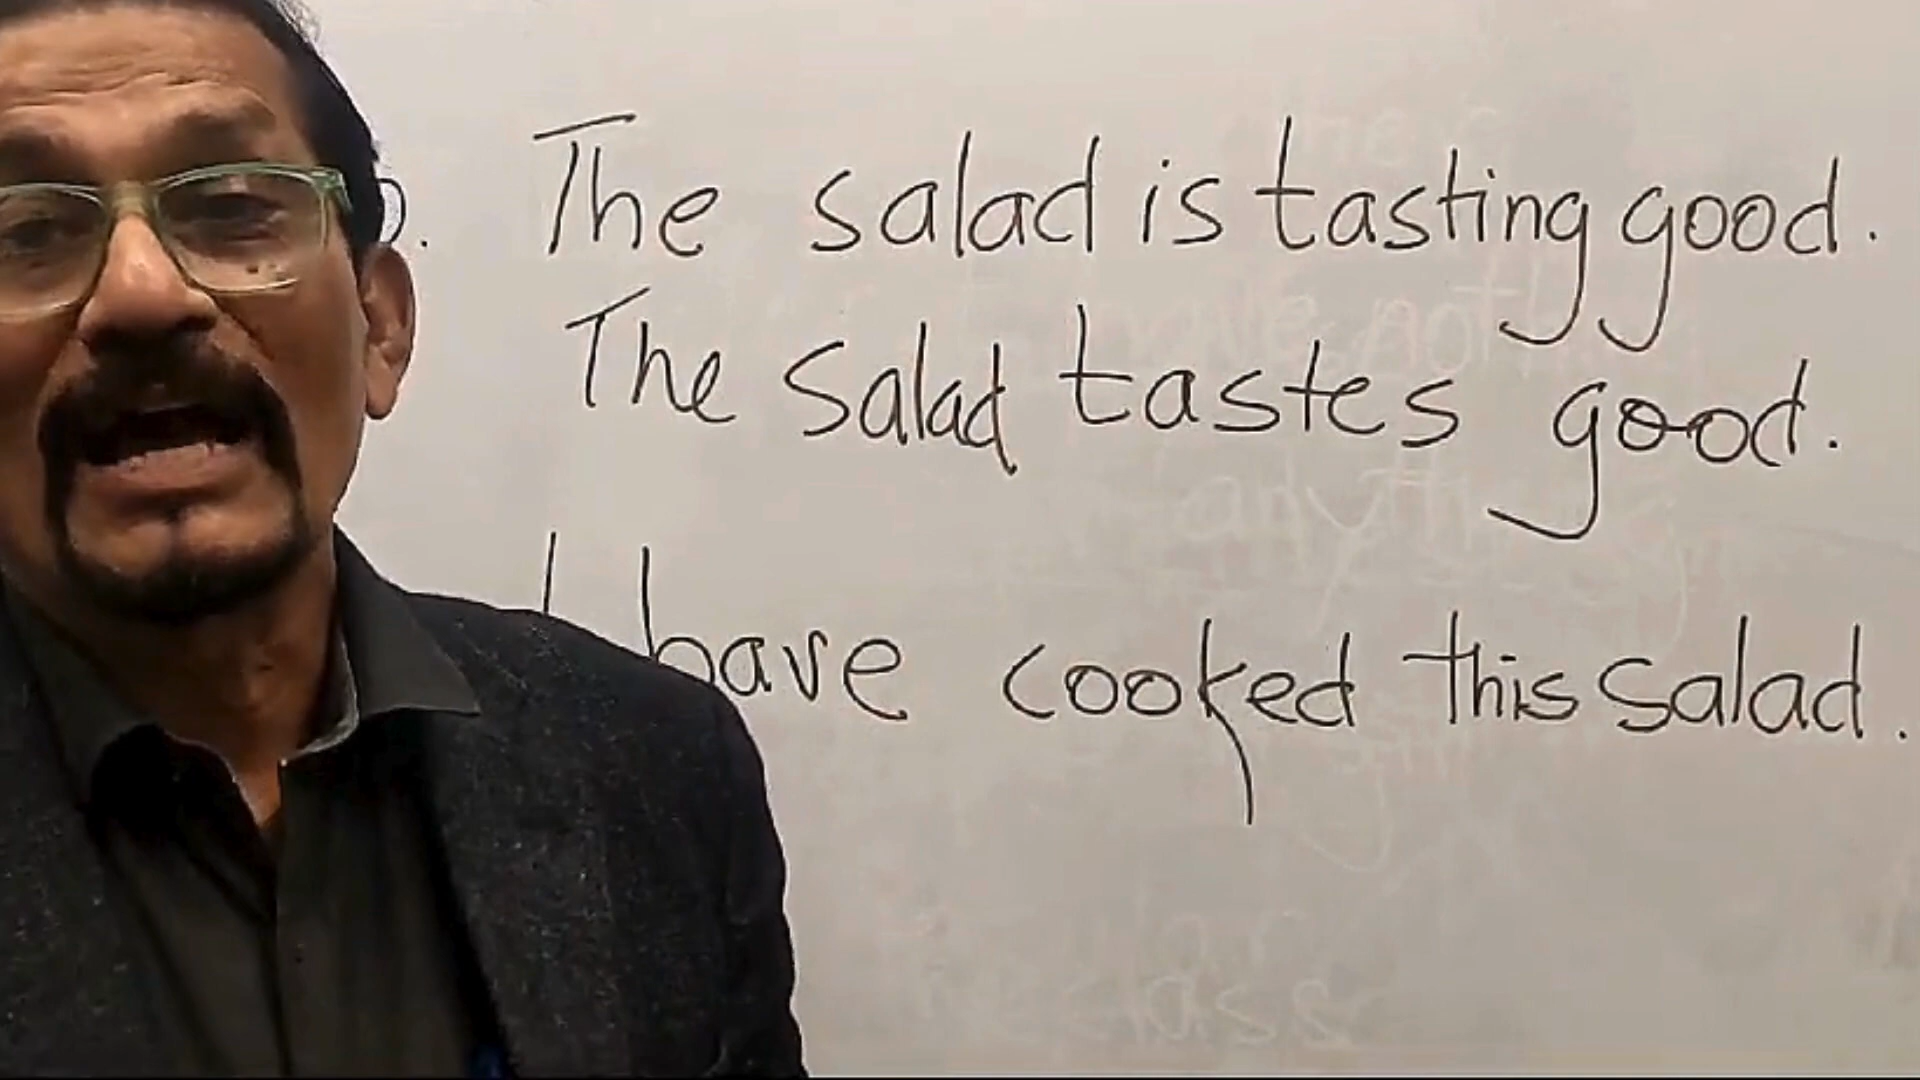 The salad is tasting good.
The salad tastes good.
I have cooked this salad.